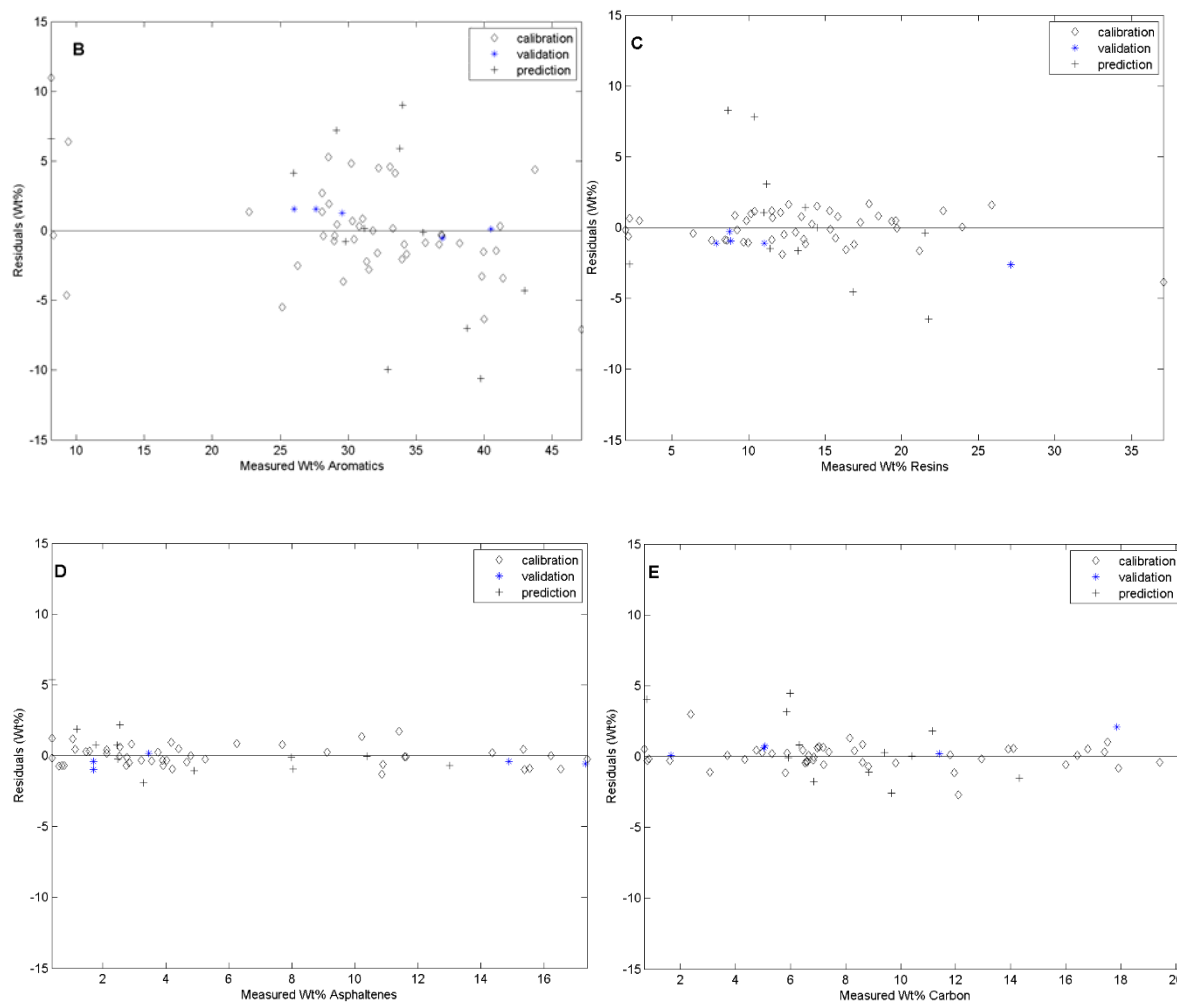 B
calibration
validation
prediction
15
10
5
0
-5
-10
-15
Residuals (Wt%)
10 15 20 25 30 35 40 45
Measured Wt% Aromatics
C
calibration
validation
prediction
15
10
5
0
-5
-10
-15
Residuals (Wt%)
5 10 15 20 25 30 35
Measured Wt% Resins
D
calibration
validation
prediction
15
10
5
0
-5
-10
-15
Residuals (Wt%)
2 4 6 8 10 12 14 16
Measured Wt% Asphaltenes
E
calibration
validation
prediction
15
10
5
0
-5
-10
-15
Residuals (Wt%)
2 4 6 8 10 12 14 16 18 20
Measured Wt% Carbon